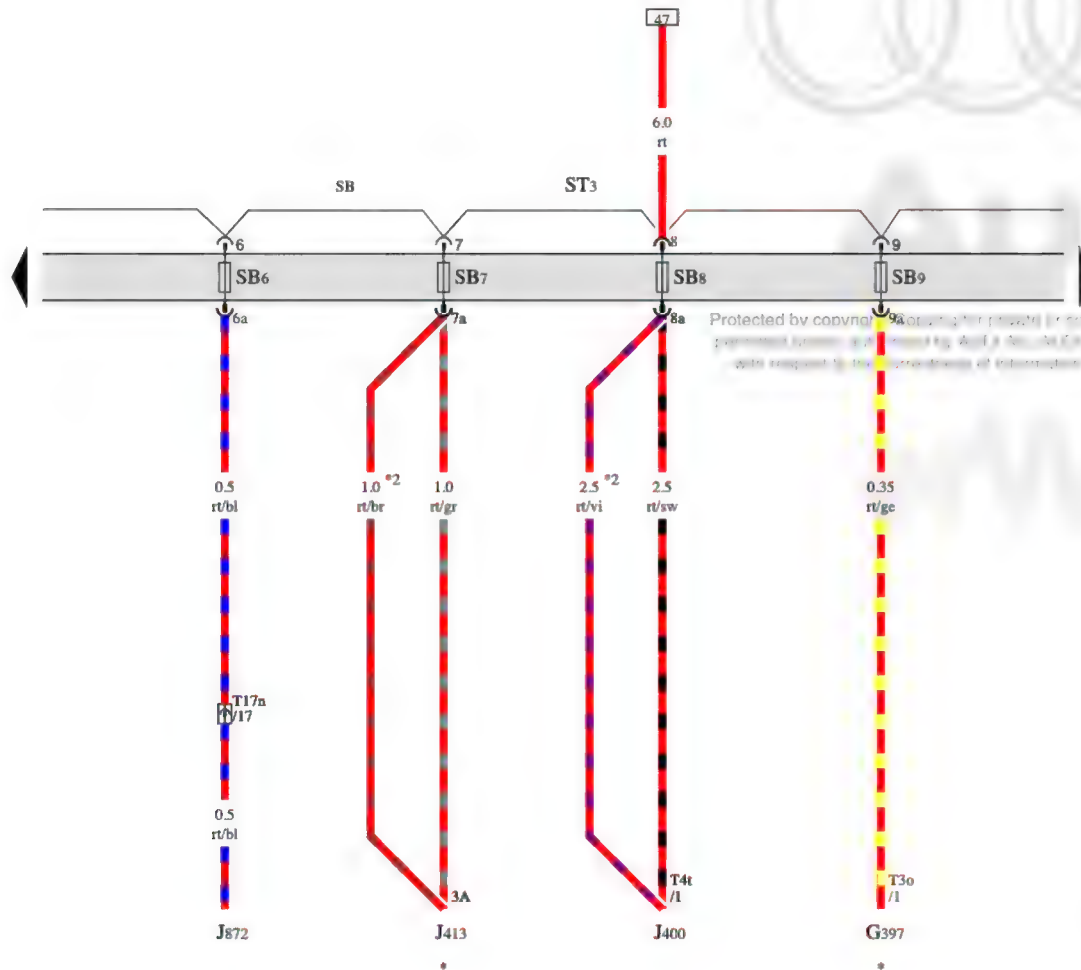 47
6.0
rt
SB ST3
6 7 8 9
SB6 SB7 SB8 SB9
6a 7a 8a 9a
Protected by
0.5 1.0 *2 1.0 2.5 *2 2.5 0.35
rt/bl rt/br rt/gr rt/vi rt/sw rt/ge
T17n
/17
0.5
rt/bl
3A T4t /1 T3o /1
J872 J413 J400 G397
* *